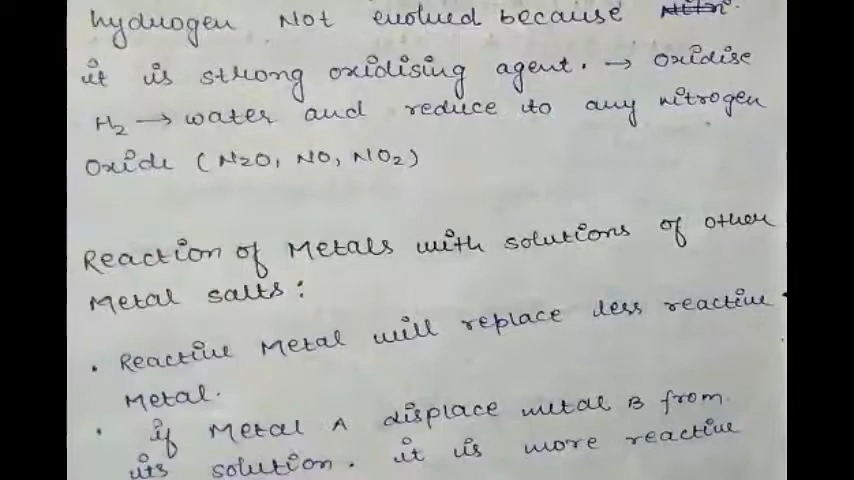 hydrogen Not evolved because
it is strong oxidising agent. → oxidise
H₂ → water and reduce to any nitrogen
oxide (N2O, NO, NO₂)
Reaction of Metals with solutions of other
Metal salts:
• Reactive Metal will replace less reactive
Metal.
• if Metal A displace metal B from
its solution. it is more reactive